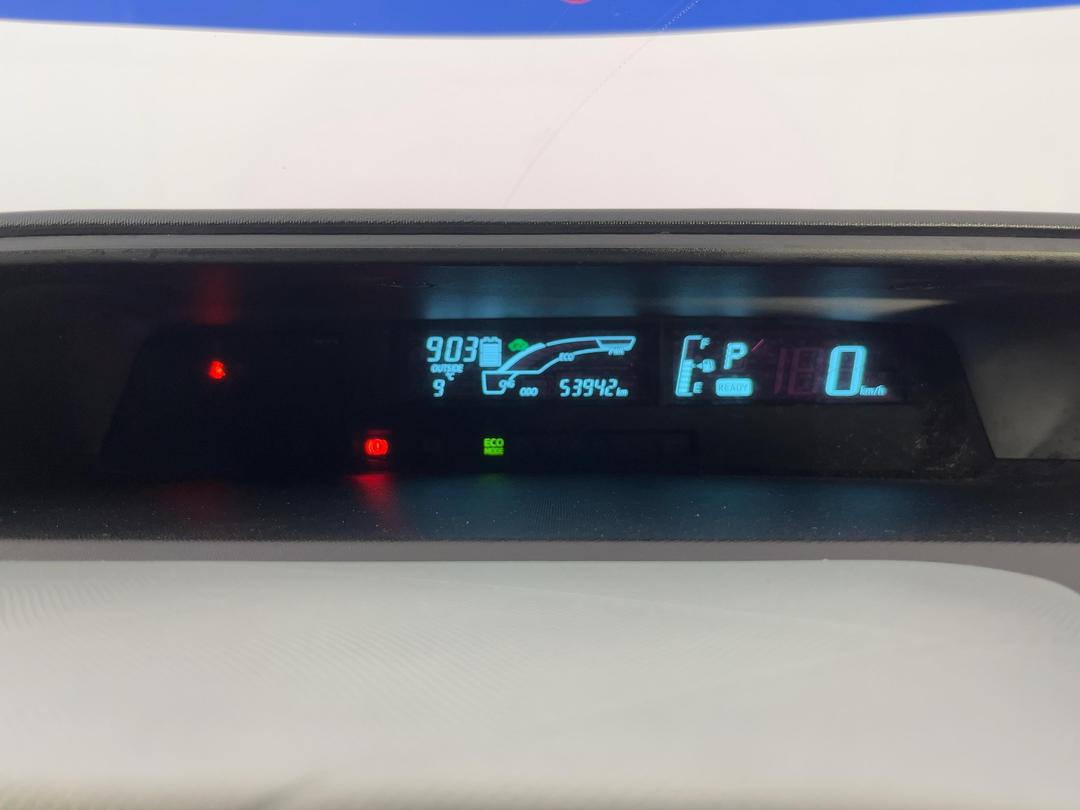 903
OUTSIDE
°C
9
ECO
PWR
ODO 53942 km
F
E
P
READY
0 km/h
ECO
MODE